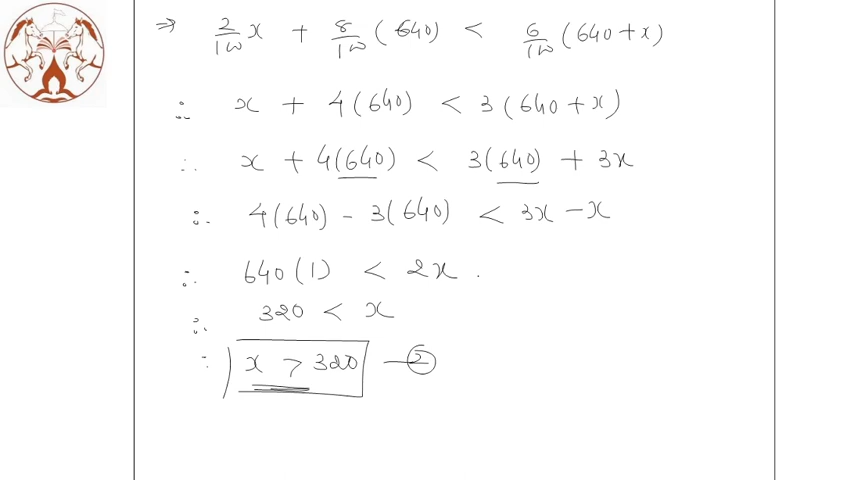 ⇒ 2/100 x + 8/100 (640) < 6/100 (640+x)
∴ x + 4(640) < 3(640+x)
∴ x + 4(640) < 3(640) + 3x
∴ 4(640) - 3(640) < 3x - x
∴ 640(1) < 2x .
∴ 320 < x
∴ x > 320 — ②